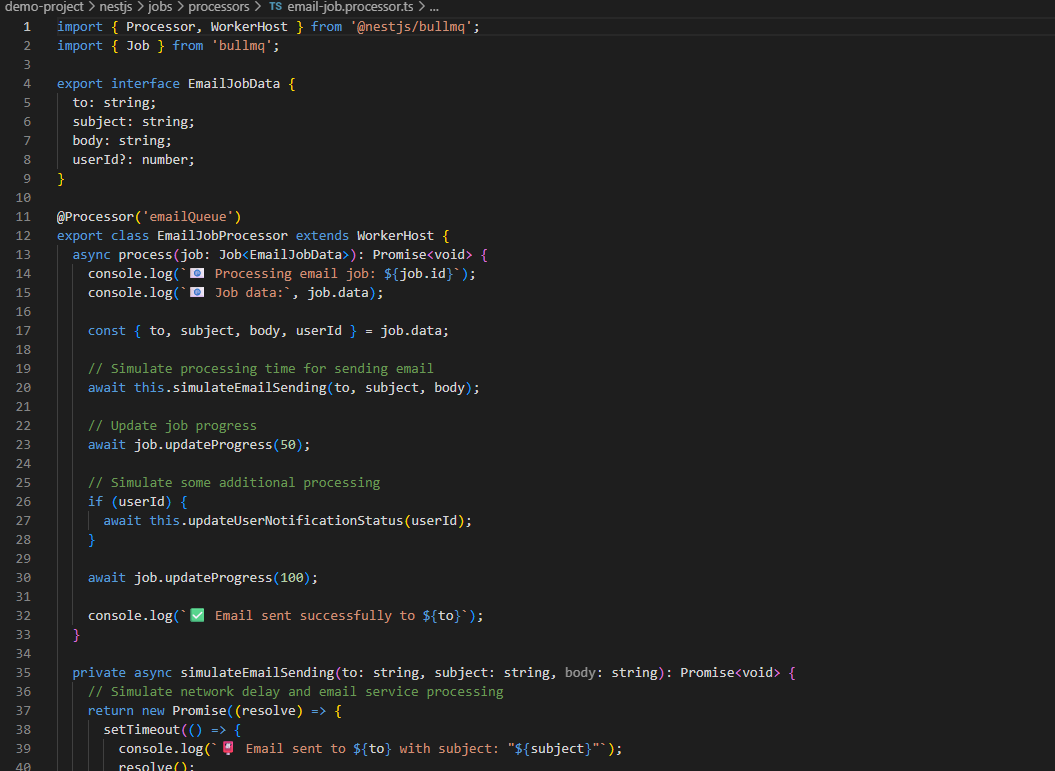 demo-project > nestjs > jobs > processors > TS email-job.processor.ts > ...
1 import { Processor, WorkerHost } from '@nestjs/bullmq';
2 import { Job } from 'bullmq';
3
4 export interface EmailJobData {
5   to: string;
6   subject: string;
7   body: string;
8   userId?: number;
9 }
10
11 @Processor('emailQueue')
12 export class EmailJobProcessor extends WorkerHost {
13   async process(job: Job<EmailJobData>): Promise<void> {
14     console.log(`📧 Processing email job: ${job.id}`);
15     console.log(`📧 Job data:`, job.data);
16
17     const { to, subject, body, userId } = job.data;
18
19     // Simulate processing time for sending email
20     await this.simulateEmailSending(to, subject, body);
21
22     // Update job progress
23     await job.updateProgress(50);
24
25     // Simulate some additional processing
26     if (userId) {
27       await this.updateUserNotificationStatus(userId);
28     }
29
30     await job.updateProgress(100);
31
32     console.log(`✅ Email sent successfully to ${to}`);
33   }
34
35   private async simulateEmailSending(to: string, subject: string, body: string): Promise<void> {
36     // Simulate network delay and email service processing
37     return new Promise((resolve) => {
38       setTimeout(() => {
39         console.log(`📮 Email sent to ${to} with subject: "${subject}"`);
40         resolve();